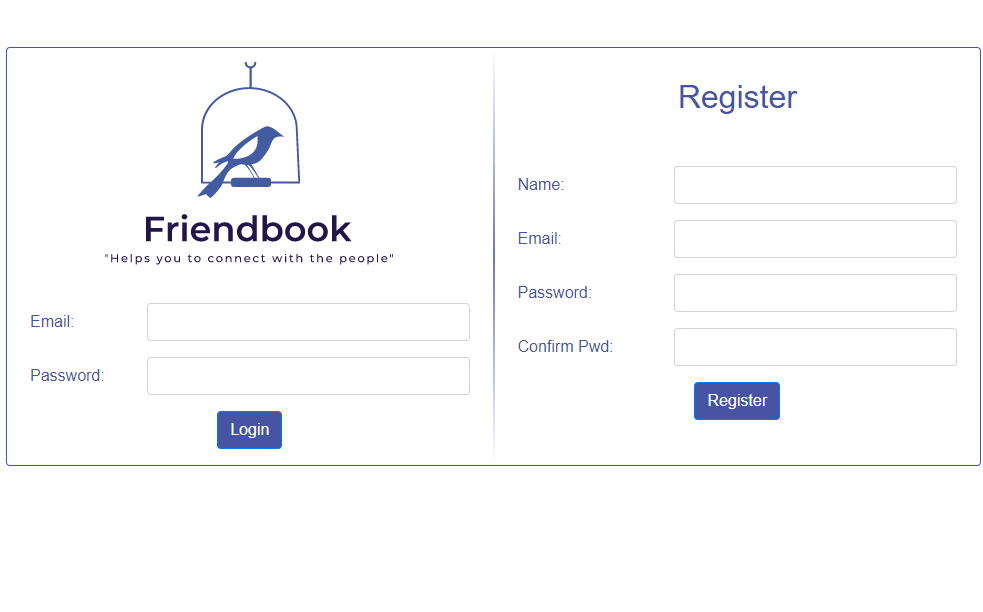 Friendbook
"Helps you to connect with the people"
Email:
Password:
Login
Register
Name:
Email:
Password:
Confirm Pwd:
Register